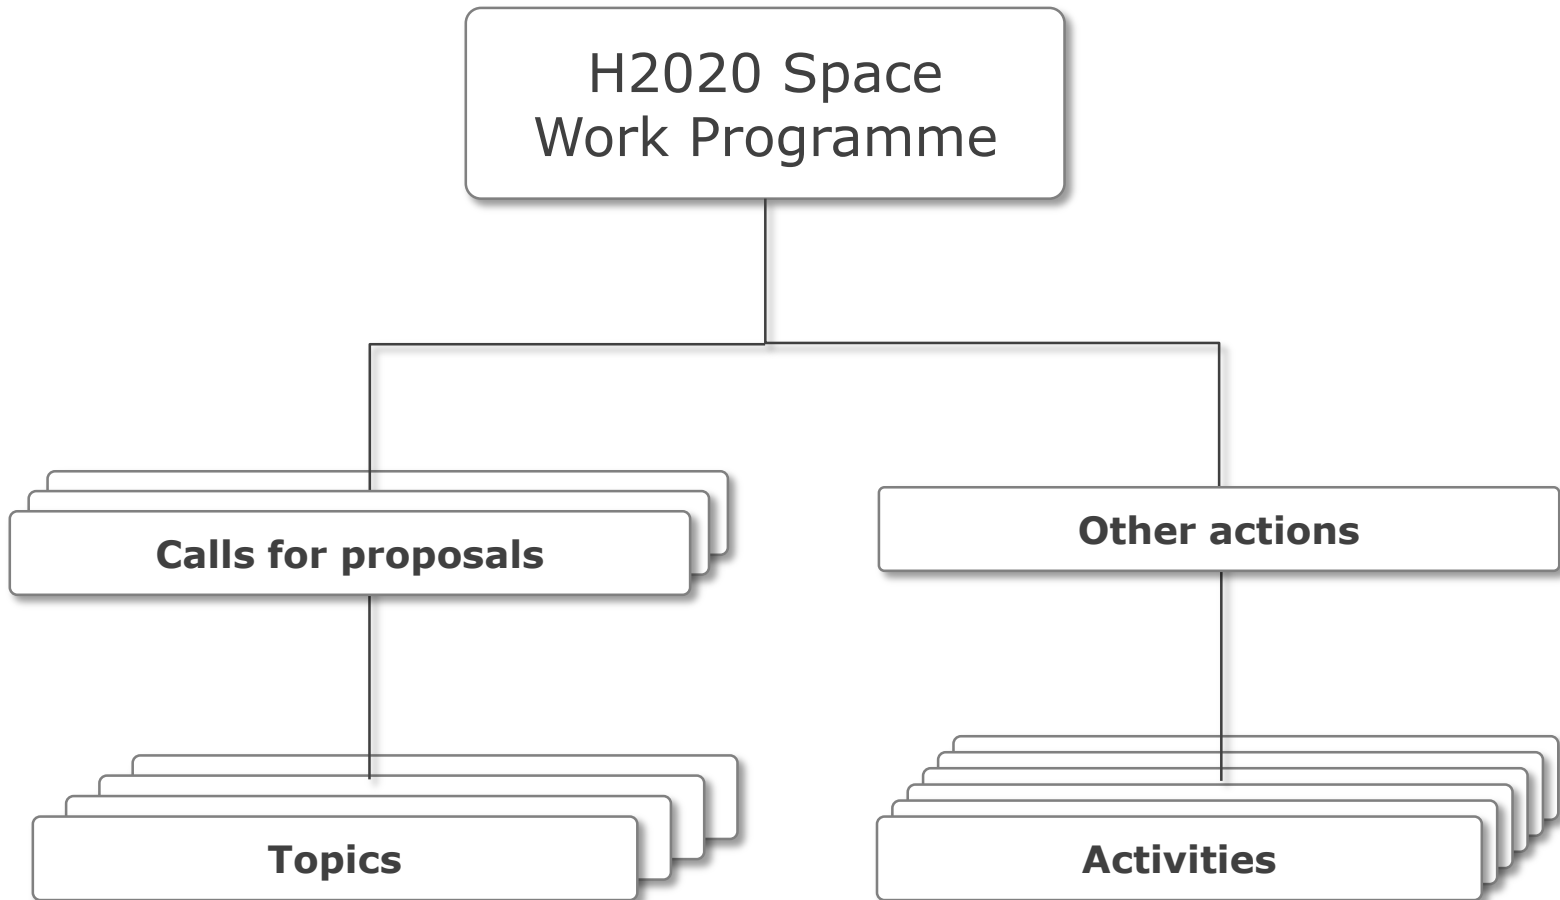 H2020 Space
Work Programme
Calls for proposals
Other actions
Topics
Activities